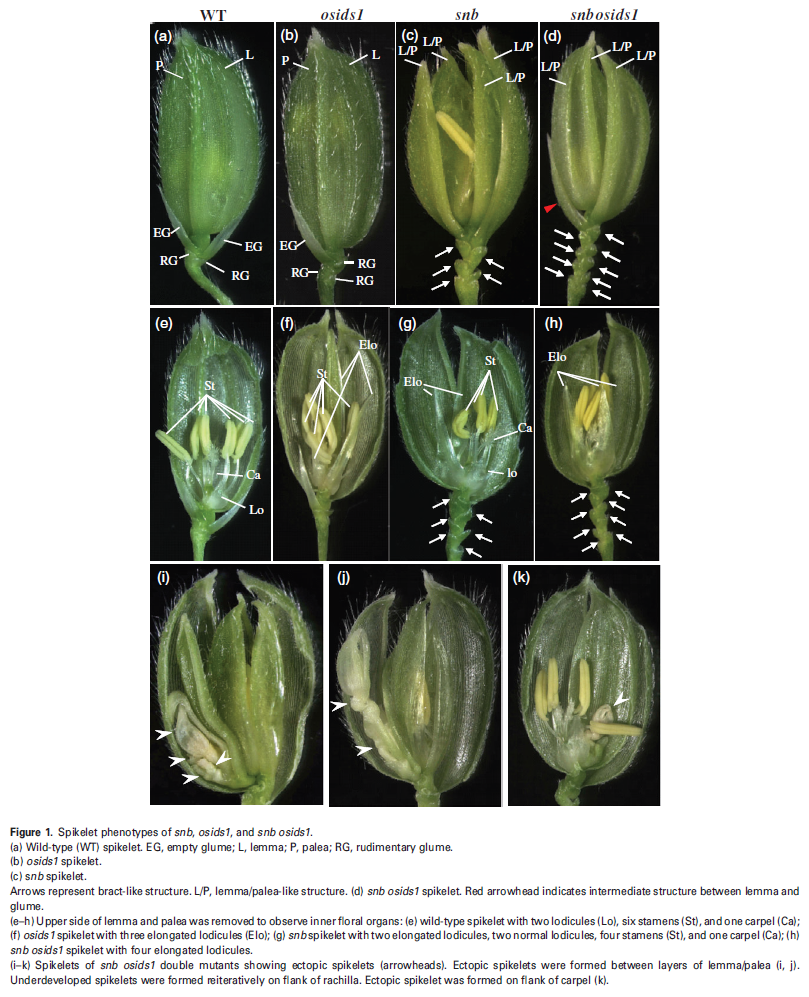 WT osids1 snb snb osids1
(a) (b) (c) (d)
P L P L L/P L/P L/P L/P L/P L/P L/P
EG EG EG
RG RG RG RG RG
(e) (f) (g) (h)
St Elo St St Elo Elo
Ca Ca
Lo lo
(i) (j) (k)
Figure 1. Spikelet phenotypes of snb, osids1, and snb osids1.
(a) Wild-type (WT) spikelet. EG, empty glume; L, lemma; P, palea; RG, rudimentary glume.
(b) osids1 spikelet.
(c) snb spikelet.
Arrows represent bract-like structure. L/P, lemma/palea-like structure. (d) snb osids1 spikelet. Red arrowhead indicates intermediate structure between lemma and
glume.
(e–h) Upper side of lemma and palea was removed to observe inner floral organs: (e) wild-type spikelet with two lodicules (Lo), six stamens (St), and one carpel (Ca);
(f) osids1 spikelet with three elongated lodicules (Elo); (g) snb spikelet with two elongated lodicules, two normal lodicules, four stamens (St), and one carpel (Ca); (h)
snb osids1 spikelet with four elongated lodicules.
(i–k) Spikelets of snb osids1 double mutants showing ectopic spikelets (arrowheads). Ectopic spikelets were formed between layers of lemma/palea (i, j).
Underdeveloped spikelets were formed reiteratively on flank of rachilla. Ectopic spikelet was formed on flank of carpel (k).